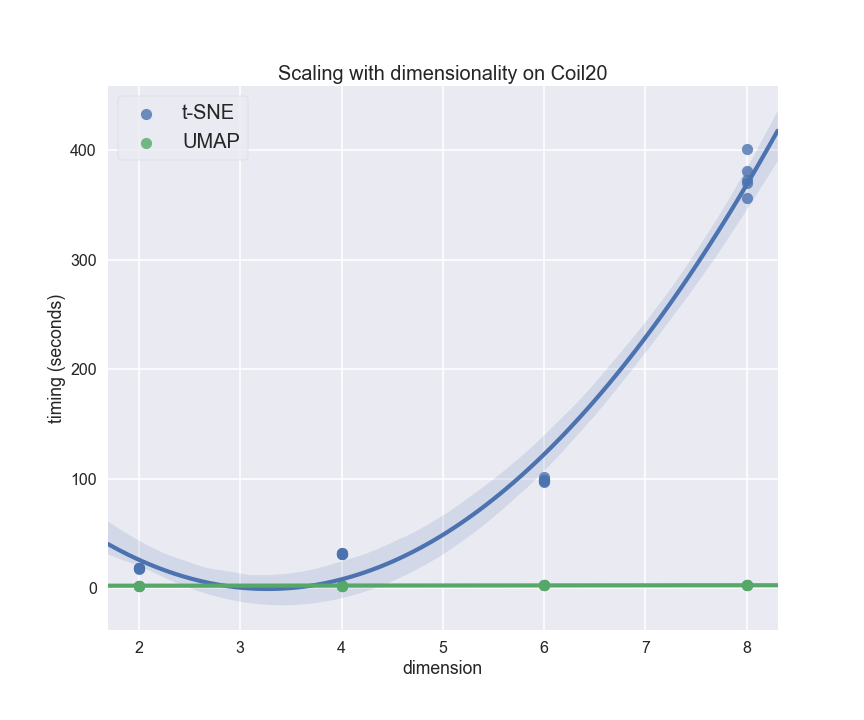 Scaling with dimensionality on Coil20
t-SNE
UMAP
400
300
200
100
0
timing (seconds)
2 3 4 5 6 7 8
dimension